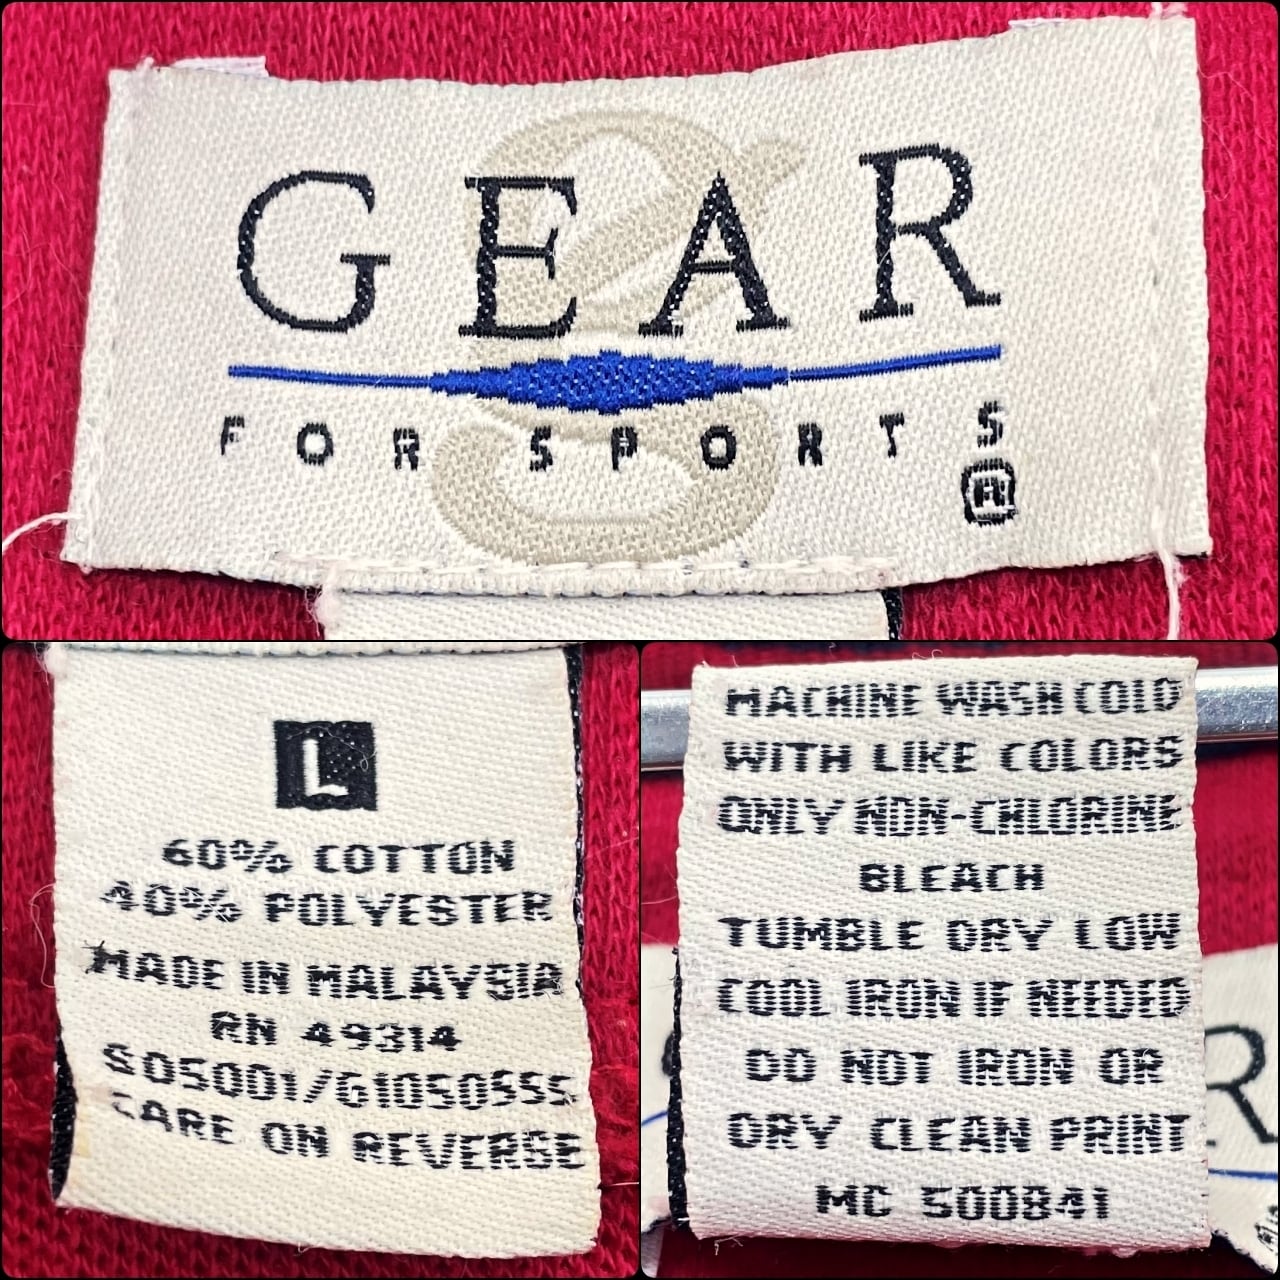 GEAR
FOR SPORTS
®
L
60% COTTON
40% POLYESTER
MADE IN MALAYSIA
RN 49314
S05001/G1050555
CARE ON REVERSE
MACHINE WASH COLD
WITH LIKE COLORS
ONLY NON-CHLORINE
BLEACH
TUMBLE DRY LOW
COOL IRON IF NEEDED
DO NOT IRON OR
DRY CLEAN PRINT
MC 500841
R